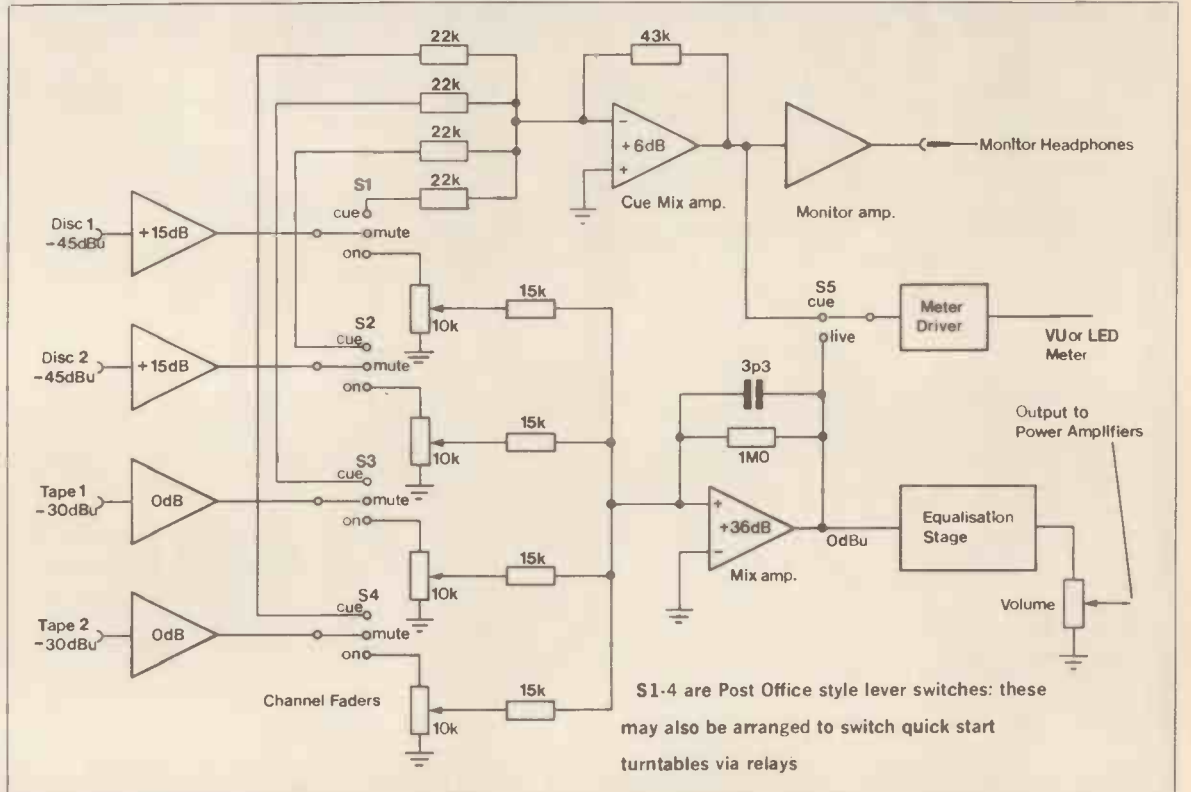 22k
43k
22k
22k
+6dB
22k
Cue Mix amp.
Monitor amp.
Monitor Headphones
S1
cue
mute
on
Disc 1
-45dBu
+15dB
10k
15k
S2
cue
mute
on
Disc 2
-45dBu
+15dB
10k
15k
S5
cue
live
Meter
Driver
VU or LED
Meter
3p3
1M0
Output to
Power Amplifiers
S3
cue
mute
on
Tape 1
-30dBu
0dB
10k
15k
+36dB
Mix amp.
0dBu
Equalisation
Stage
Volume
S4
cue
mute
on
Tape 2
-30dBu
0dB
Channel Faders
10k
15k
S1-4 are Post Office style lever switches: these
may also be arranged to switch quick start
turntables via relays